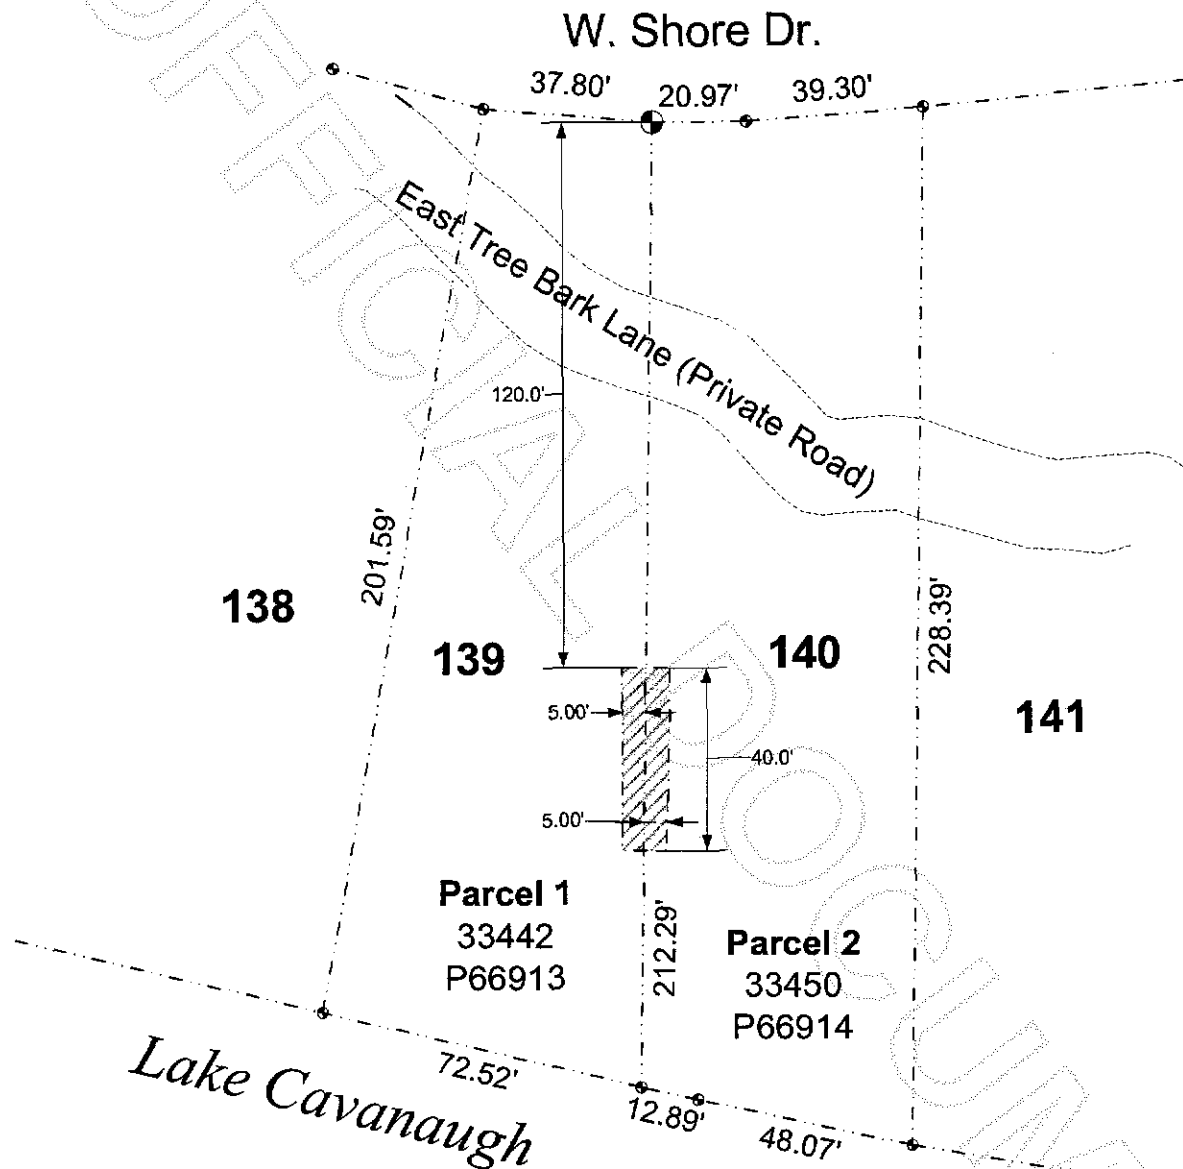 W. Shore Dr.
37.80'
20.97'
39.30'
East Tree Bark Lane (Private Road)
120.0'
201.59'
138
139
140
228.39'
141
5.00'
40.0'
5.00'
Parcel 1
33442
P66913
212.29'
Parcel 2
33450
P66914
Lake Cavanaugh
72.52'
12.89'
48.07'
OFFICIAL DOCUM